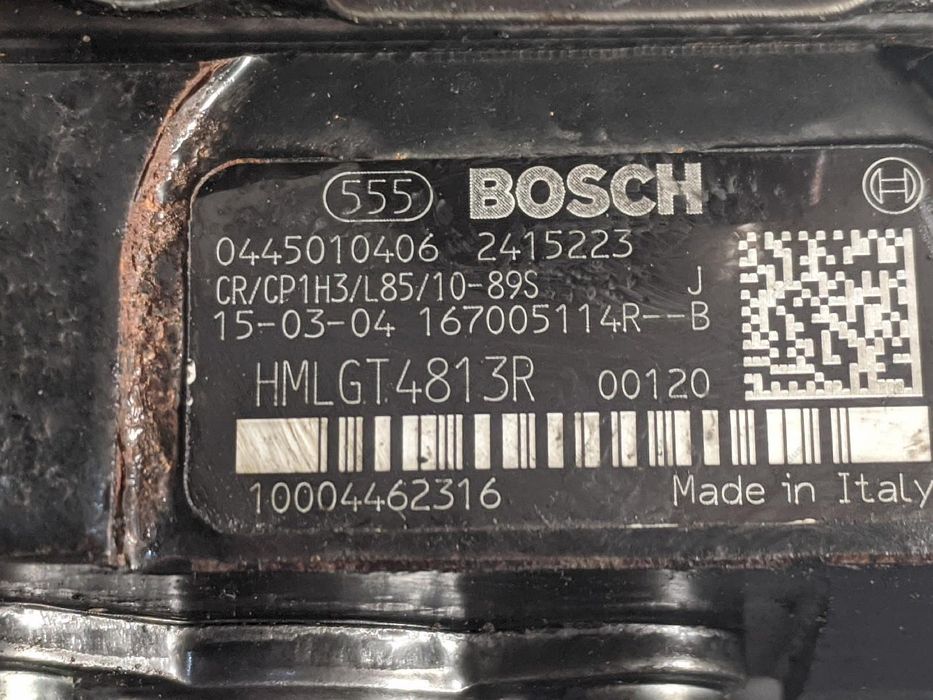 555 BOSCH H
0445010406 2415223
CR/CP1H3/L85/10-89S J
15-03-04 167005114R--B
HMLGT4813R 00120
10004462316 Made in Italy